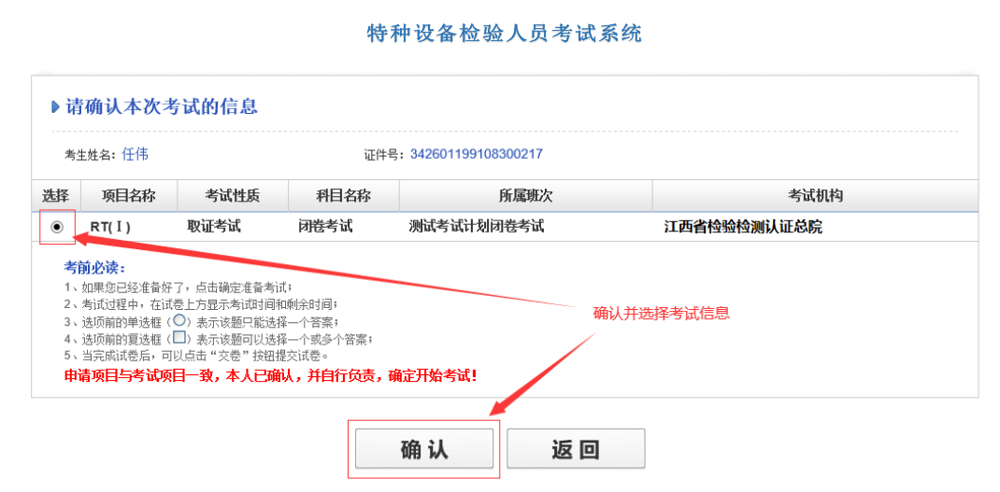 特种设备检验人员考试系统
请确认本次考试的信息
考生姓名：任伟 证件号：342601199108300217
选择 项目名称 考试性质 科目名称 所属班次 考试机构
RT(Ⅰ) 取证考试 闭卷考试 测试考试计划闭卷考试 江西省检验检测认证总院
考前必读：
1、如果您已经准备好了，点击确定准备考试；
2、考试过程中，在试卷上方显示考试时间和剩余时间；
3、选项前的单选框（○）表示该题只能选择一个答案；
4、选项前的复选框（□）表示该题可以选择一个或多个答案；
5、当完成试卷后，可以点击“交卷”按钮提交试卷。
申请项目与考试项目一致，本人已确认，并自行负责，确定开始考试！
确认并选择考试信息
确认 返回